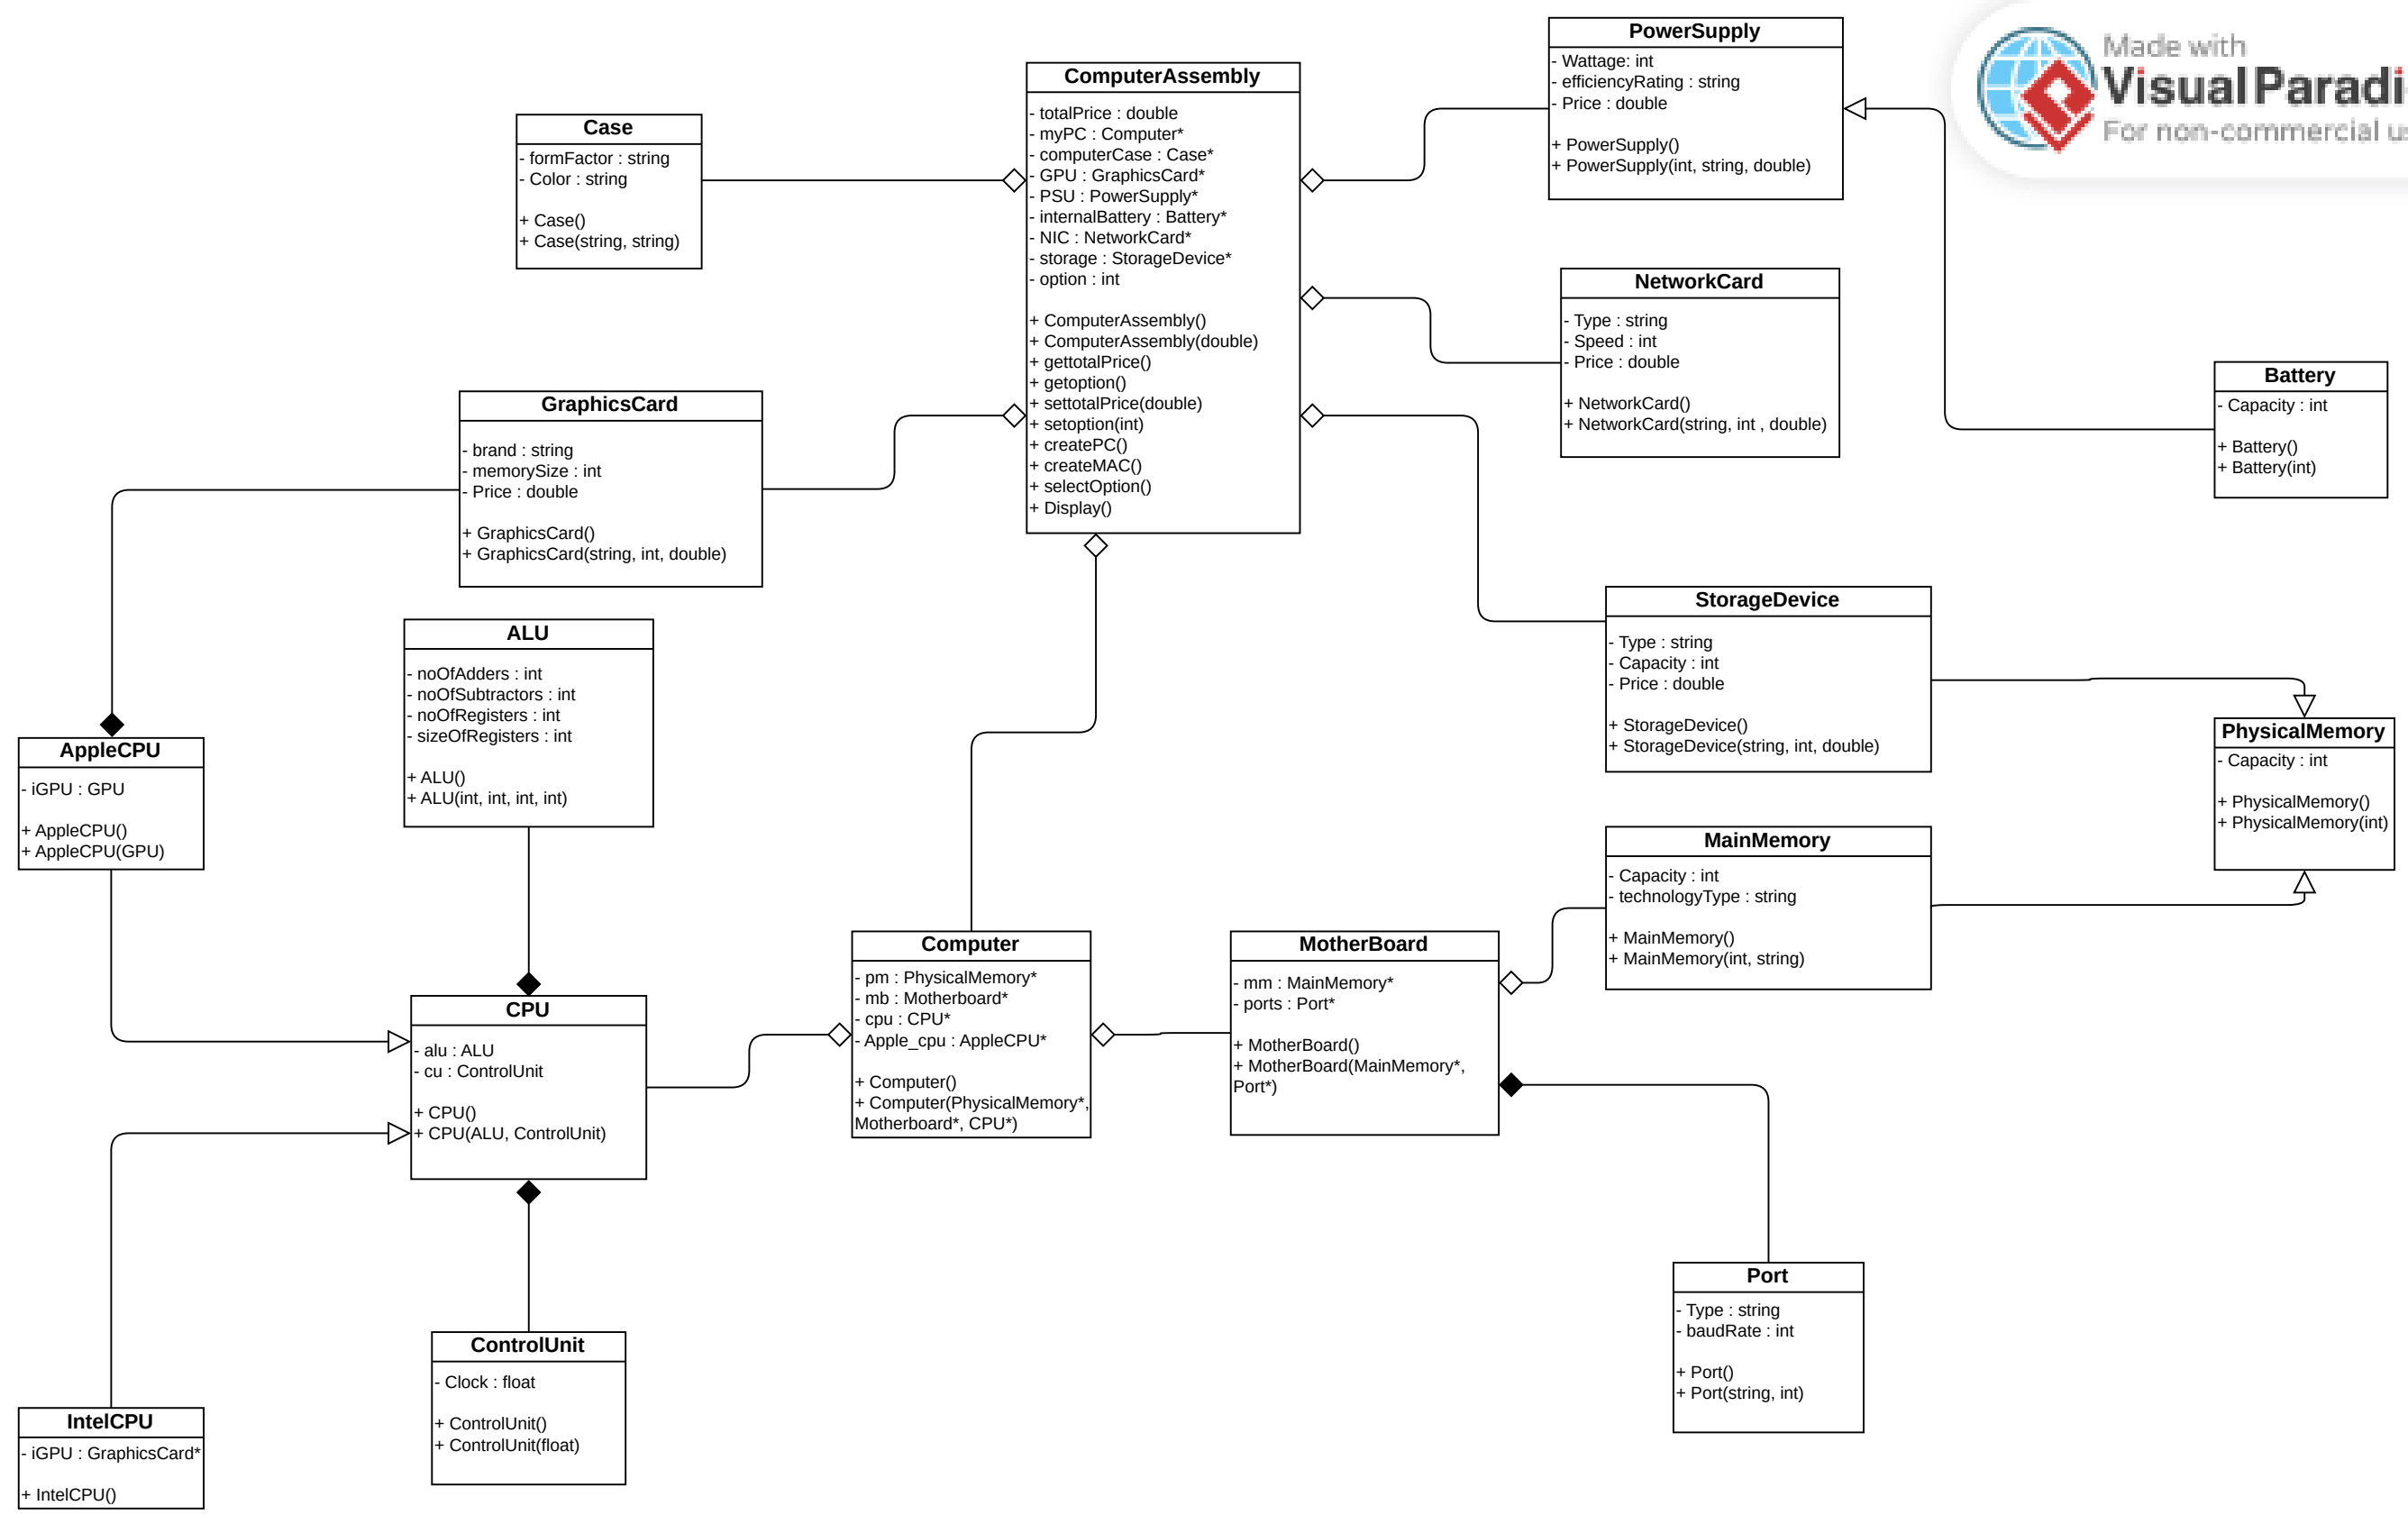 PowerSupply
- Wattage: int
- efficiencyRating : string
- Price : double
+ PowerSupply()
+ PowerSupply(int, string, double)
Made with
Visual Paradi
For non-commercial us
ComputerAssembly
- totalPrice : double
- myPC : Computer*
- computerCase : Case*
- GPU : GraphicsCard*
- PSU : PowerSupply*
- internalBattery : Battery*
- NIC : NetworkCard*
- storage : StorageDevice*
- option : int
+ ComputerAssembly()
+ ComputerAssembly(double)
+ gettotalPrice()
+ getoption()
+ settotalPrice(double)
+ setoption(int)
+ createPC()
+ createMAC()
+ selectOption()
+ Display()
Case
- formFactor : string
- Color : string
+ Case()
+ Case(string, string)
NetworkCard
- Type : string
- Speed : int
- Price : double
+ NetworkCard()
+ NetworkCard(string, int , double)
Battery
- Capacity : int
+ Battery()
+ Battery(int)
GraphicsCard
- brand : string
- memorySize : int
- Price : double
+ GraphicsCard()
+ GraphicsCard(string, int, double)
StorageDevice
- Type : string
- Capacity : int
- Price : double
+ StorageDevice()
+ StorageDevice(string, int, double)
ALU
- noOfAdders : int
- noOfSubtractors : int
- noOfRegisters : int
- sizeOfRegisters : int
+ ALU()
+ ALU(int, int, int, int)
PhysicalMemory
- Capacity : int
+ PhysicalMemory()
+ PhysicalMemory(int)
AppleCPU
- iGPU : GPU
+ AppleCPU()
+ AppleCPU(GPU)
MainMemory
- Capacity : int
- technologyType : string
+ MainMemory()
+ MainMemory(int, string)
Computer
- pm : PhysicalMemory*
- mb : Motherboard*
- cpu : CPU*
- Apple_cpu : AppleCPU*
+ Computer()
+ Computer(PhysicalMemory*,
Motherboard*, CPU*)
MotherBoard
- mm : MainMemory*
- ports : Port*
+ MotherBoard()
+ MotherBoard(MainMemory*,
Port*)
CPU
- alu : ALU
- cu : ControlUnit
+ CPU()
+ CPU(ALU, ControlUnit)
Port
- Type : string
- baudRate : int
+ Port()
+ Port(string, int)
ControlUnit
- Clock : float
+ ControlUnit()
+ ControlUnit(float)
IntelCPU
- iGPU : GraphicsCard*
+ IntelCPU()